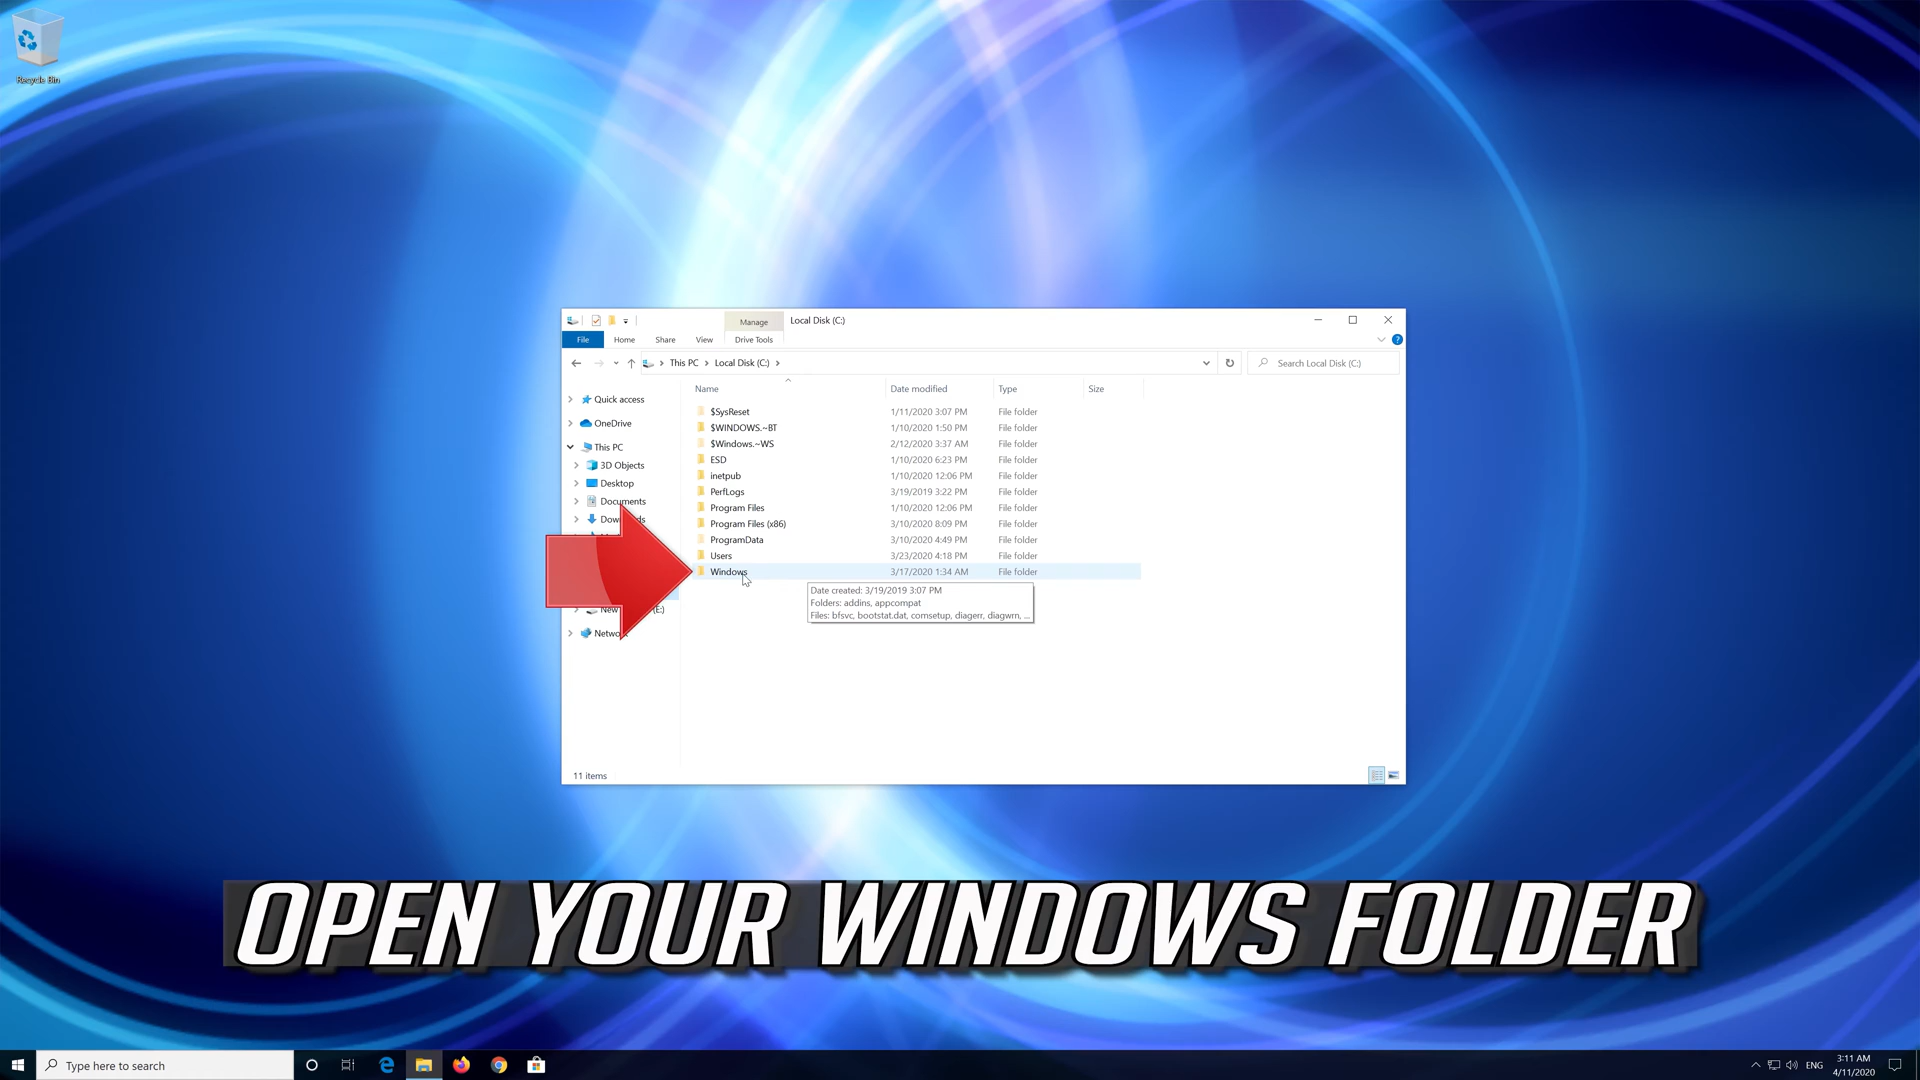 Recycle Bin
Manage
Local Disk (C:)
File
Home
Share
View
Drive Tools
This PC
Local Disk (C:)
Search Local Disk (C:)
Name
Date modified
Type
Size
Quick access
OneDrive
This PC
3D Objects
Desktop
Documents
Network
$SysReset 1/11/2020 3:07 PM File folder
$WINDOWS.~BT 1/10/2020 1:50 PM File folder
$Windows.~WS 2/12/2020 3:37 AM File folder
ESD 1/10/2020 6:23 PM File folder
inetpub 1/10/2020 12:06 PM File folder
PerfLogs 3/19/2019 3:22 PM File folder
Program Files 1/10/2020 12:06 PM File folder
Program Files (x86) 3/10/2020 8:09 PM File folder
ProgramData 3/10/2020 4:49 PM File folder
Users 3/23/2020 4:18 PM File folder
Windows 3/17/2020 1:34 AM File folder
Date created: 3/19/2019 3:07 PM
Folders: addins, appcompat
Files: bfsvc, bootstat.dat, comsetup, diagerr, diagwrn, ...
New (E:)
11 items
OPEN YOUR WINDOWS FOLDER
Type here to search
ENG
3:11 AM
4/11/2020